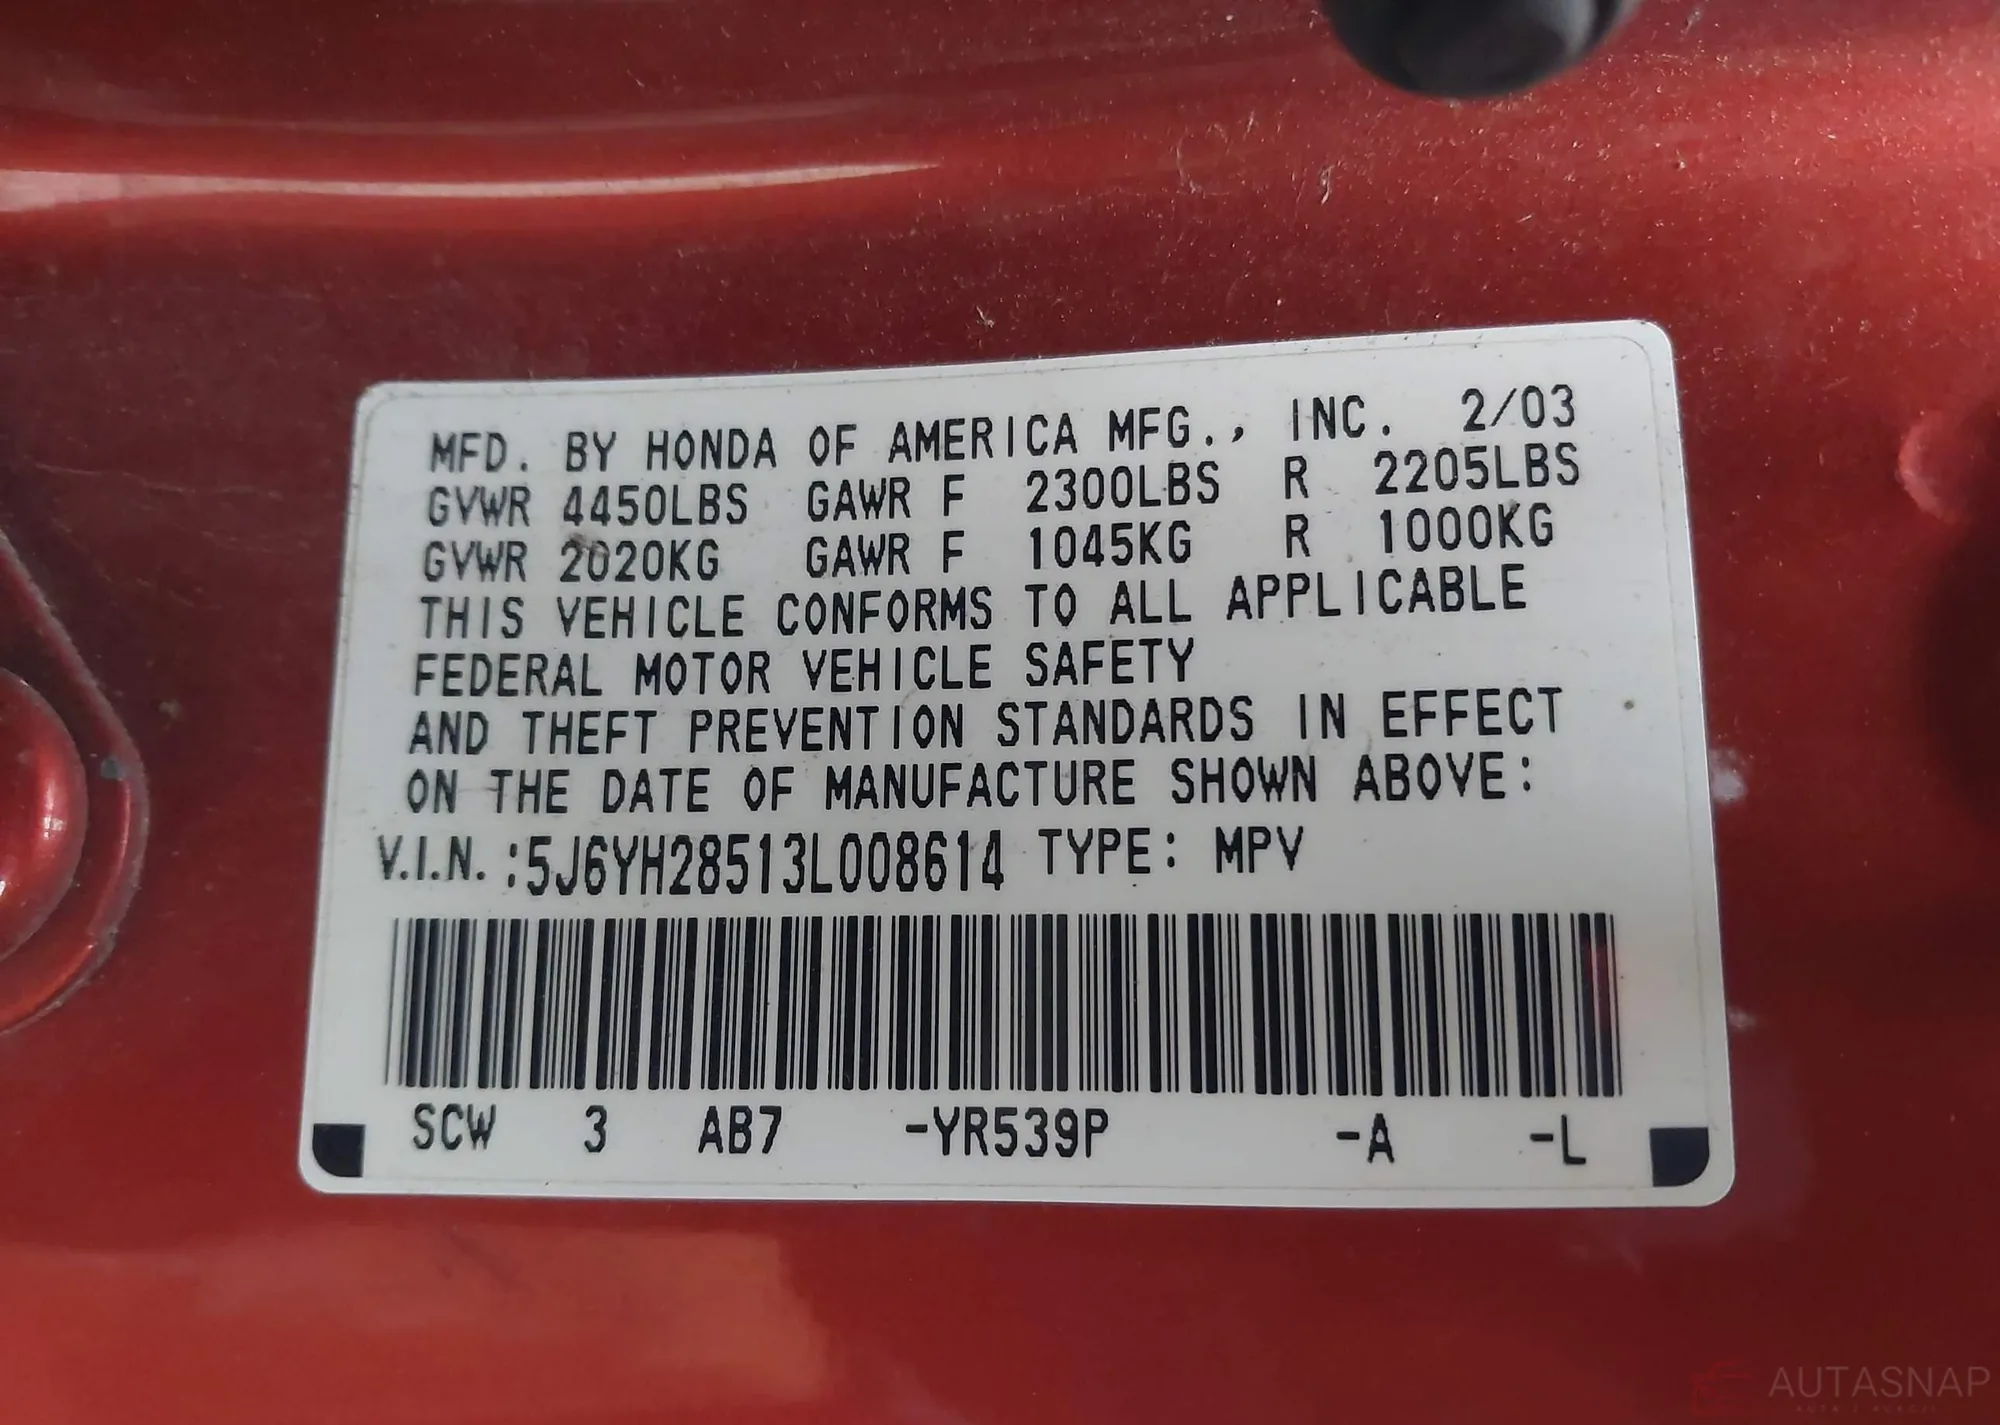 MFD. BY HONDA OF AMERICA MFG., INC. 2/03
GVWR 4450LBS GAWR F 2300LBS R 2205LBS
GVWR 2020KG GAWR F 1045KG R 1000KG
THIS VEHICLE CONFORMS TO ALL APPLICABLE
FEDERAL MOTOR VEHICLE SAFETY
AND THEFT PREVENTION STANDARDS IN EFFECT
ON THE DATE OF MANUFACTURE SHOWN ABOVE:
V.I.N.:5J6YH28513L008614 TYPE: MPV
SCW 3 AB7 -YR539P -A -L
AUTASNAP